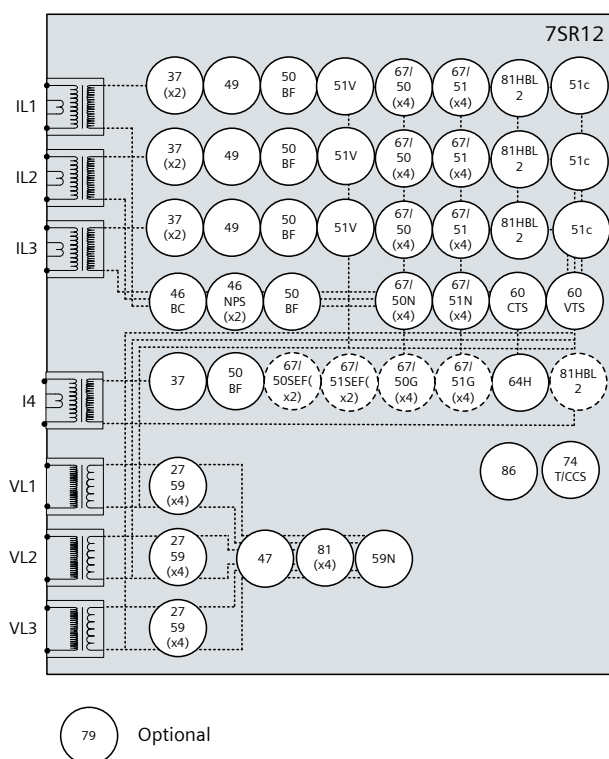 7SR12
IL1
37
(x2)
49
50
BF
51V
67/
50
(x4)
67/
51
(x4)
81HBL
2
51c
IL2
37
(x2)
49
50
BF
51V
67/
50
(x4)
67/
51
(x4)
81HBL
2
51c
IL3
37
(x2)
49
50
BF
51V
67/
50
(x4)
67/
51
(x4)
81HBL
2
51c
46
BC
46
NPS
(x2)
50
BF
67/
50N
(x4)
67/
51N
(x4)
60
CTS
60
VTS
I4
37
50
BF
67/
50SEF(
x2)
67/
51SEF(
x2)
67/
50G
(x4)
67/
51G
(x4)
64H
81HBL
2
86
74
T/CCS
VL1
27
59
(x4)
VL2
27
59
(x4)
47
81
(x4)
59N
VL3
27
59
(x4)
79
Optional